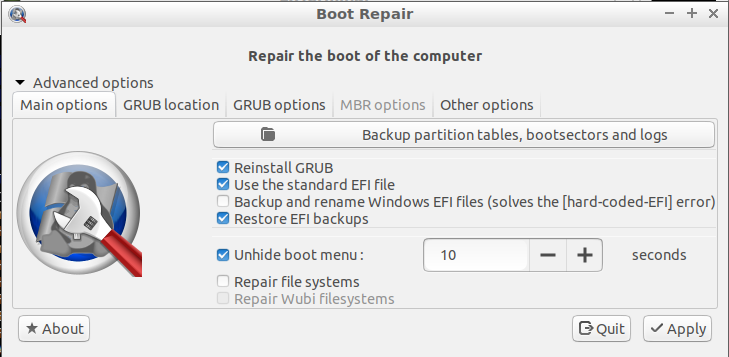 Boot Repair
Repair the boot of the computer
Advanced options
Main options GRUB location GRUB options MBR options Other options
Backup partition tables, bootsectors and logs
Reinstall GRUB
Use the standard EFI file
Backup and rename Windows EFI files (solves the [hard-coded-EFI] error)
Restore EFI backups
Unhide boot menu : 10 seconds
Repair file systems
Repair Wubi filesystems
About Quit Apply